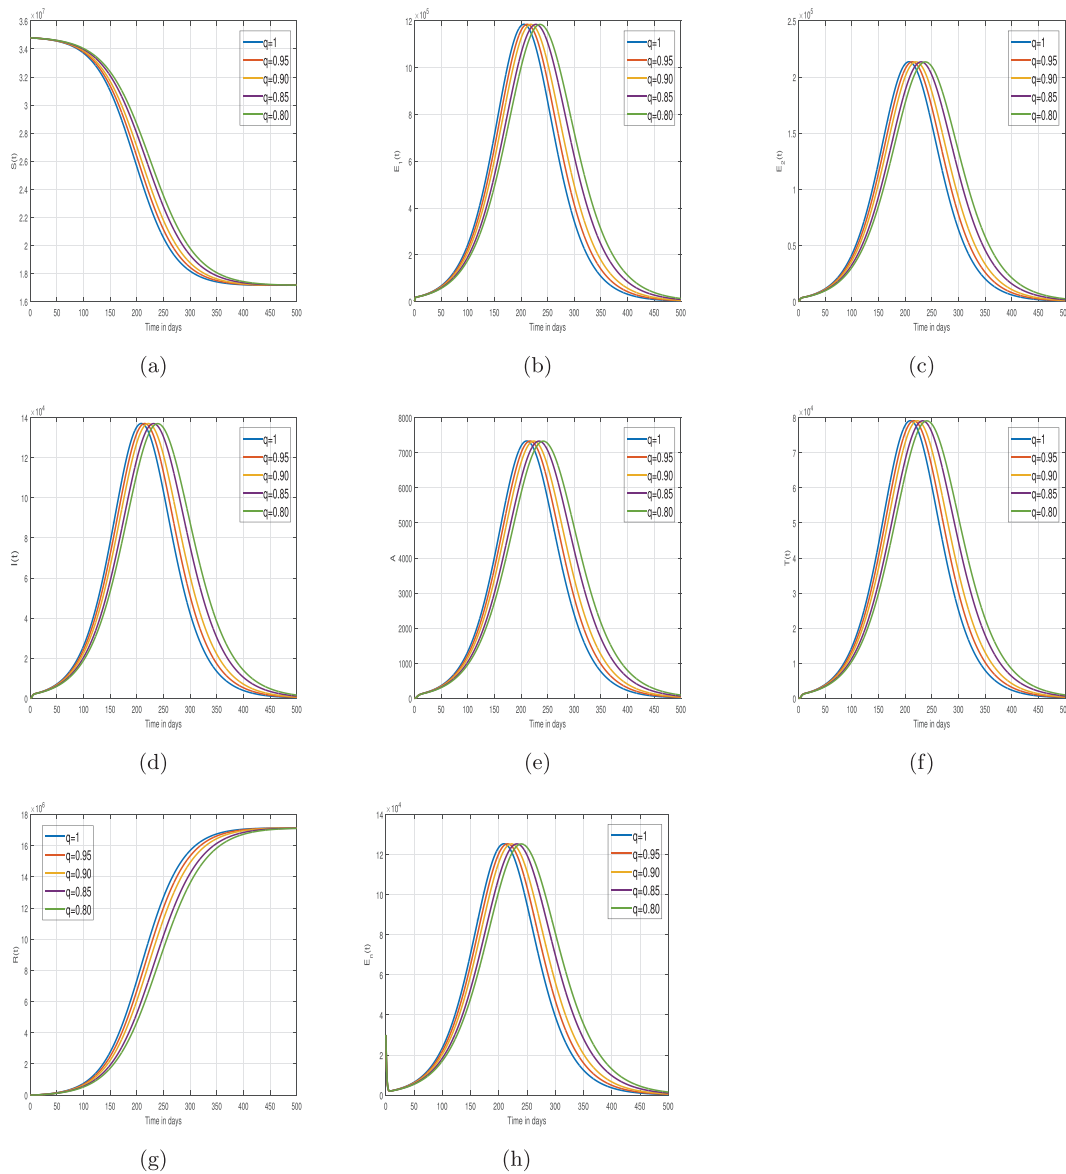 ×10^7
3.6
3.4
3.2
3
2.8
2.6
2.4
2.2
2
1.8
1.6
S(t)
q=1
q=0.95
q=0.90
q=0.85
q=0.80
0 50 100 150 200 250 300 350 400 450 500
Time in days
(a)
×10^5
12
10
8
6
4
2
0
E_1(t)
q=1
q=0.95
q=0.90
q=0.85
q=0.80
0 50 100 150 200 250 300 350 400 450 500
Time in days
(b)
×10^5
2.5
2
1.5
1
0.5
0
E_2(t)
q=1
q=0.95
q=0.90
q=0.85
q=0.80
0 50 100 150 200 250 300 350 400 450 500
Time in days
(c)
×10^4
14
12
10
8
6
4
2
0
I(t)
q=1
q=0.95
q=0.90
q=0.85
q=0.80
0 50 100 150 200 250 300 350 400 450 500
Time in days
(d)
8000
7000
6000
5000
4000
3000
2000
1000
0
A
q=1
q=0.95
q=0.90
q=0.85
q=0.80
0 50 100 150 200 250 300 350 400 450 500
Time in days
(e)
×10^4
8
7
6
5
4
3
2
1
0
T(t)
q=1
q=0.95
q=0.90
q=0.85
q=0.80
0 50 100 150 200 250 300 350 400 450 500
Time in days
(f)
×10^6
18
16
14
12
10
8
6
4
2
0
R(t)
q=1
q=0.95
q=0.90
q=0.85
q=0.80
0 50 100 150 200 250 300 350 400 450 500
Time in days
(g)
×10^4
14
12
10
8
6
4
2
0
E_n(t)
q=1
q=0.95
q=0.90
q=0.85
q=0.80
0 50 100 150 200 250 300 350 400 450 500
Time in days
(h)